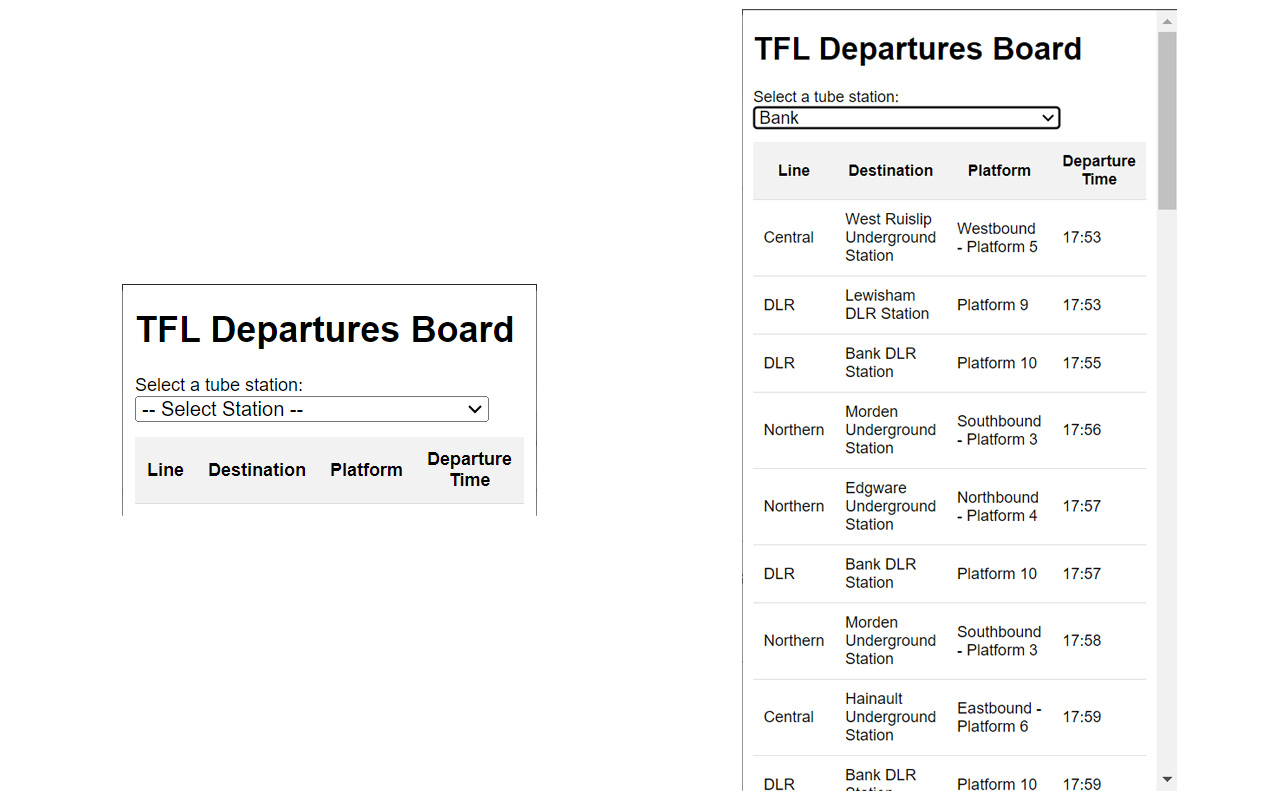 TFL Departures Board
Select a tube station:
-- Select Station --
Line Destination Platform Departure
Time
TFL Departures Board
Select a tube station:
Bank
Line Destination Platform Departure
Time
Central West Ruislip
Underground
Station Westbound
- Platform 5 17:53
DLR Lewisham
DLR Station Platform 9 17:53
DLR Bank DLR
Station Platform 10 17:55
Northern Morden
Underground
Station Southbound
- Platform 3 17:56
Northern Edgware
Underground
Station Northbound
- Platform 4 17:57
DLR Bank DLR
Station Platform 10 17:57
Northern Morden
Underground
Station Southbound
- Platform 3 17:58
Central Hainault
Underground
Station Eastbound -
Platform 6 17:59
DLR Bank DLR
Platform 10 17:59